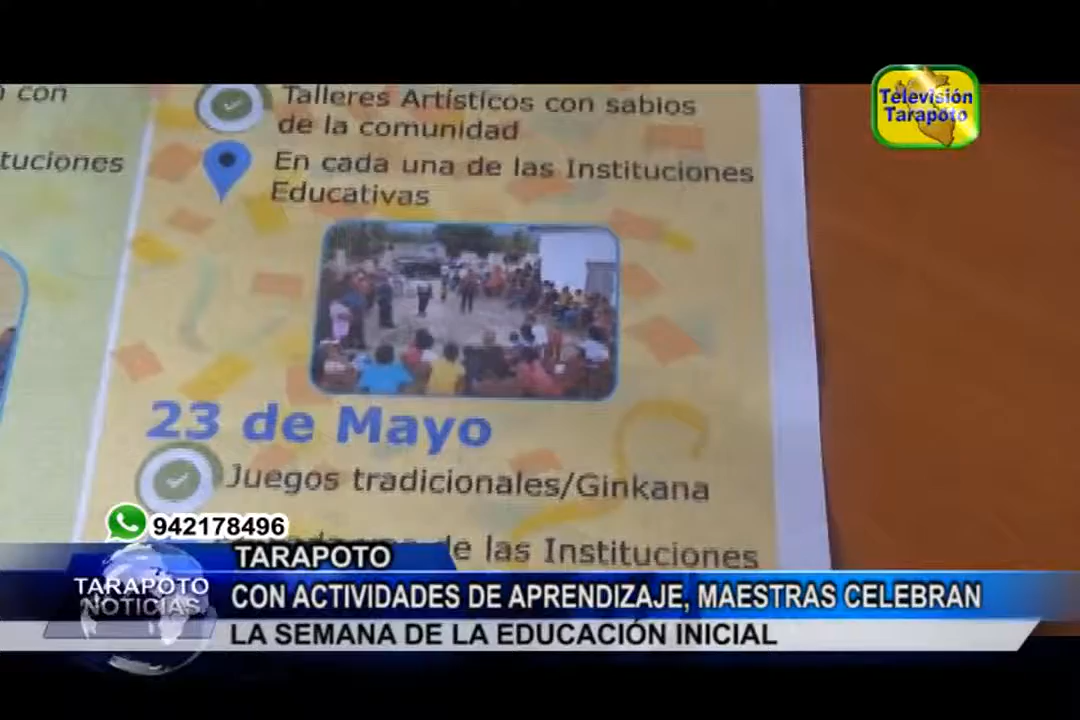 ó con
tuciones
Talleres Artísticos con sabios
de la comunidad
En cada una de las Instituciones
Educativas
23 de Mayo
Juegos tradicionales/Ginkana
de las Instituciones
Televisión
Tarapoto
942178496
TARAPOTO
NOTICIAS
TARAPOTO
CON ACTIVIDADES DE APRENDIZAJE, MAESTRAS CELEBRAN
LA SEMANA DE LA EDUCACIÓN INICIAL